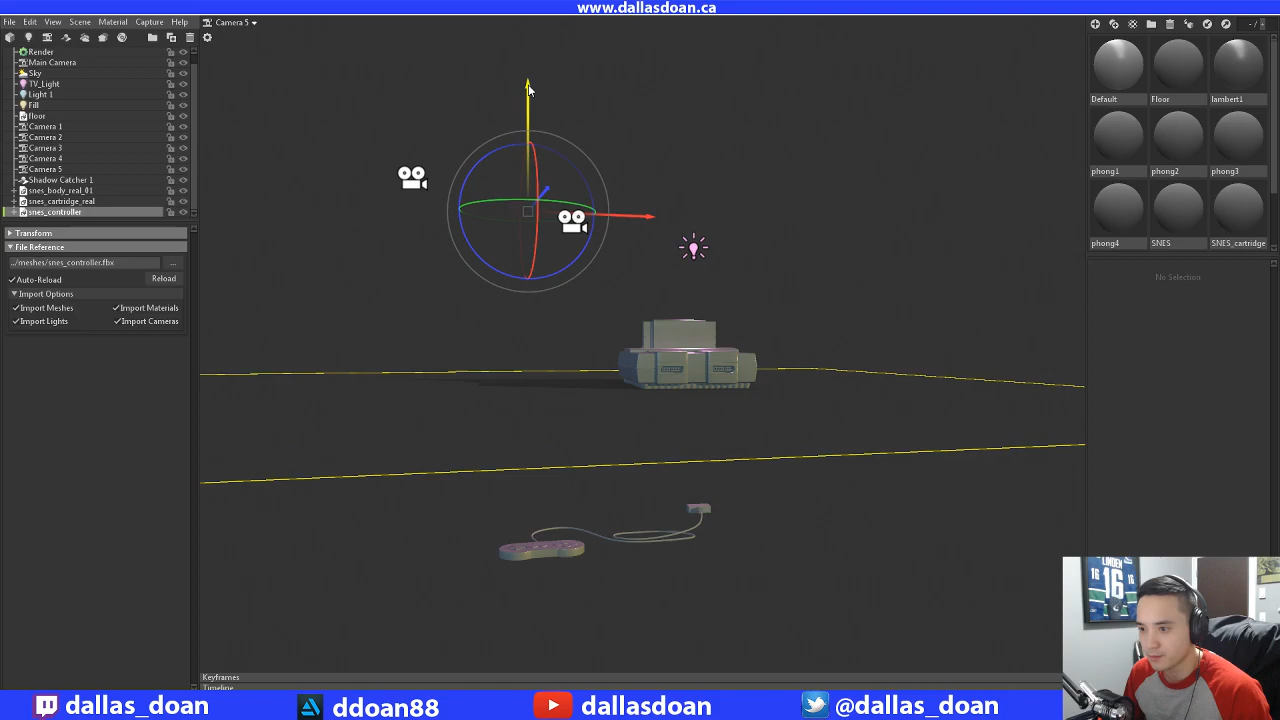 www.dallasdoan.ca
File Edit View Scene Material Capture Help
Camera 5
Render
Main Camera
Sky
TV_Light
Light 1
Fill
floor
Camera 1
Camera 2
Camera 3
Camera 4
Camera 5
Shadow Catcher 1
snes_body_real_01
snes_cartridge_real
snes_controller
Transform
File Reference
../meshes/snes_controller.fbx ...
Auto-Reload Reload
Import Options
Import Meshes Import Materials
Import Lights Import Cameras
Default Floor lambert1
phong1 phong2 phong3
phong4 SNES SNES_cartridge
No Selection
LINDEN
16
16
Keyframes
Timeline
dallas_doan ddoan88 dallasdoan @dallas_doan